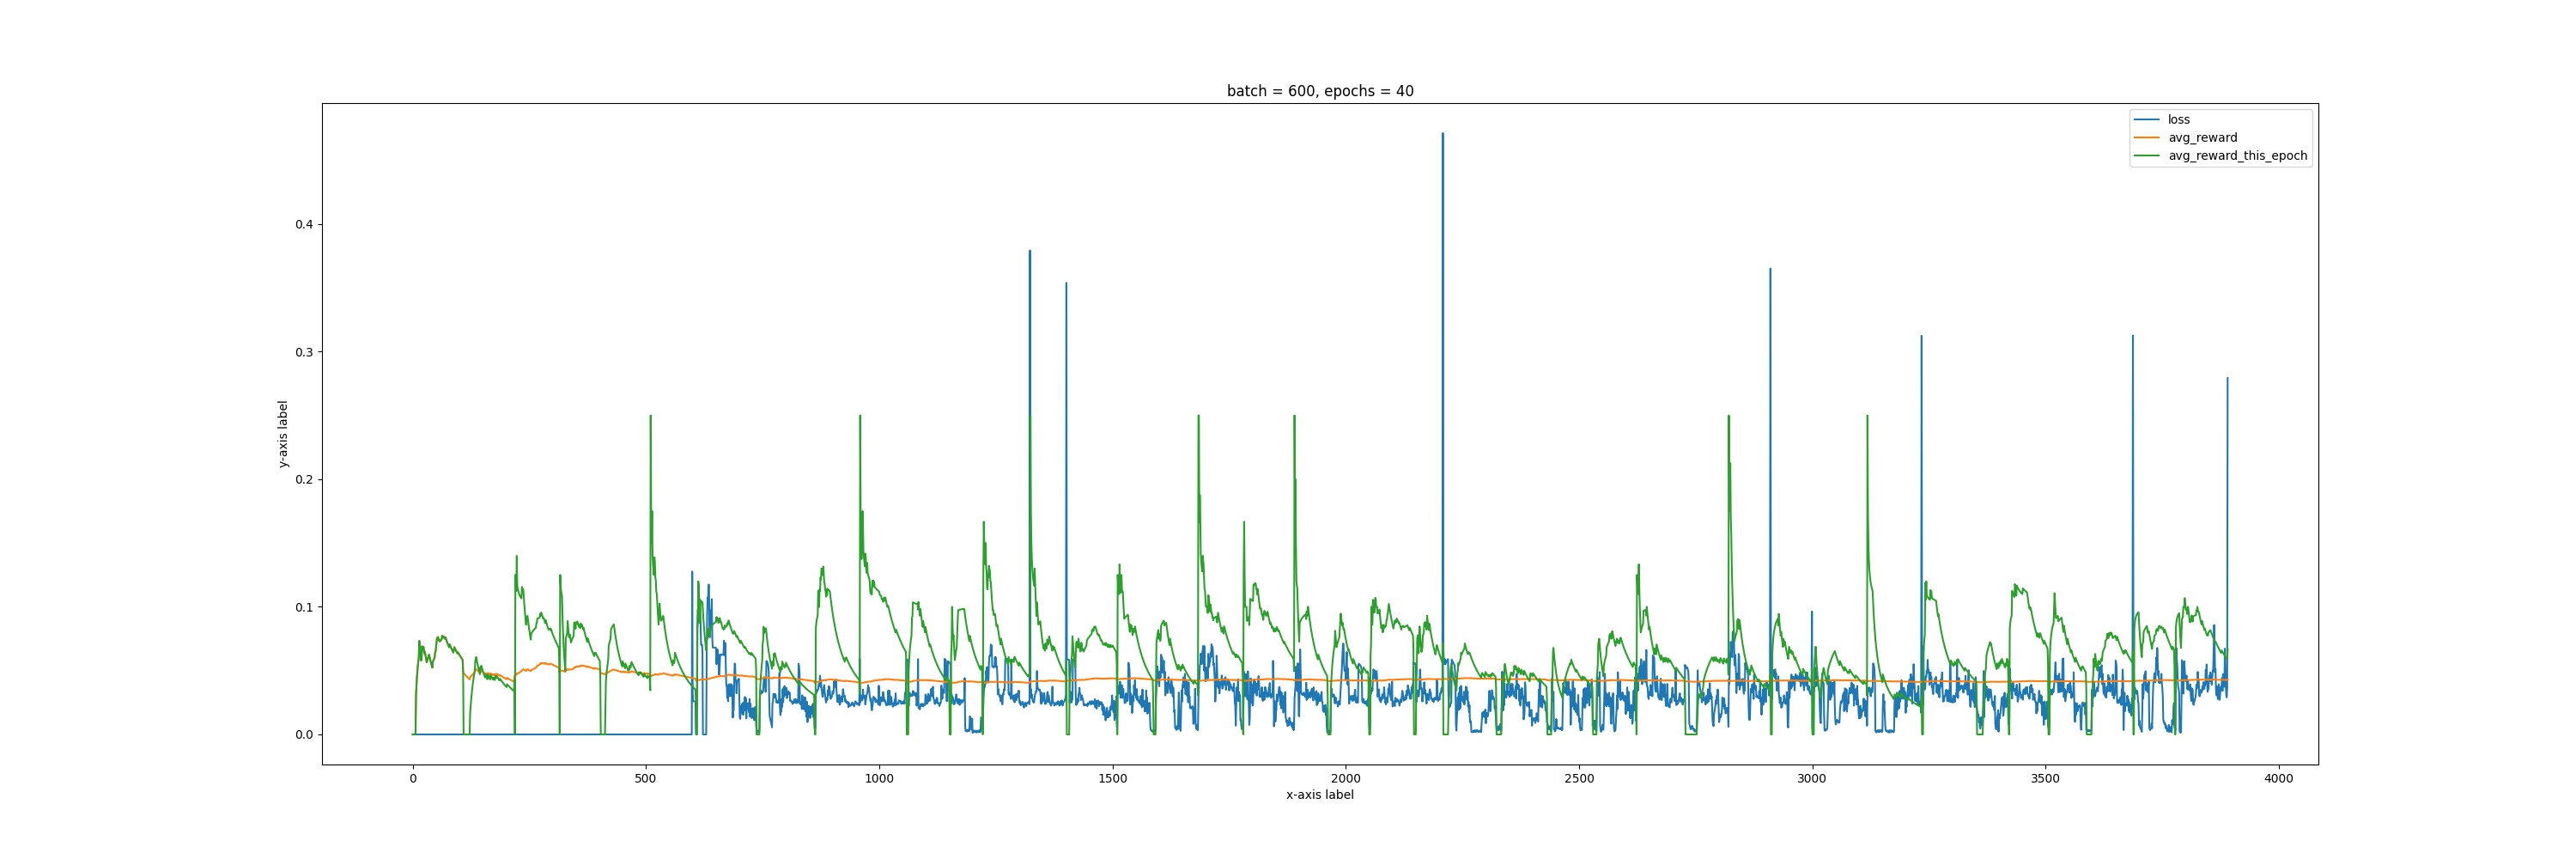 batch = 600, epochs = 40
loss
avg_reward
avg_reward_this_epoch
y-axis label
0.4
0.3
0.2
0.1
0.0
0 500 1000 1500 2000 2500 3000 3500 4000
x-axis label